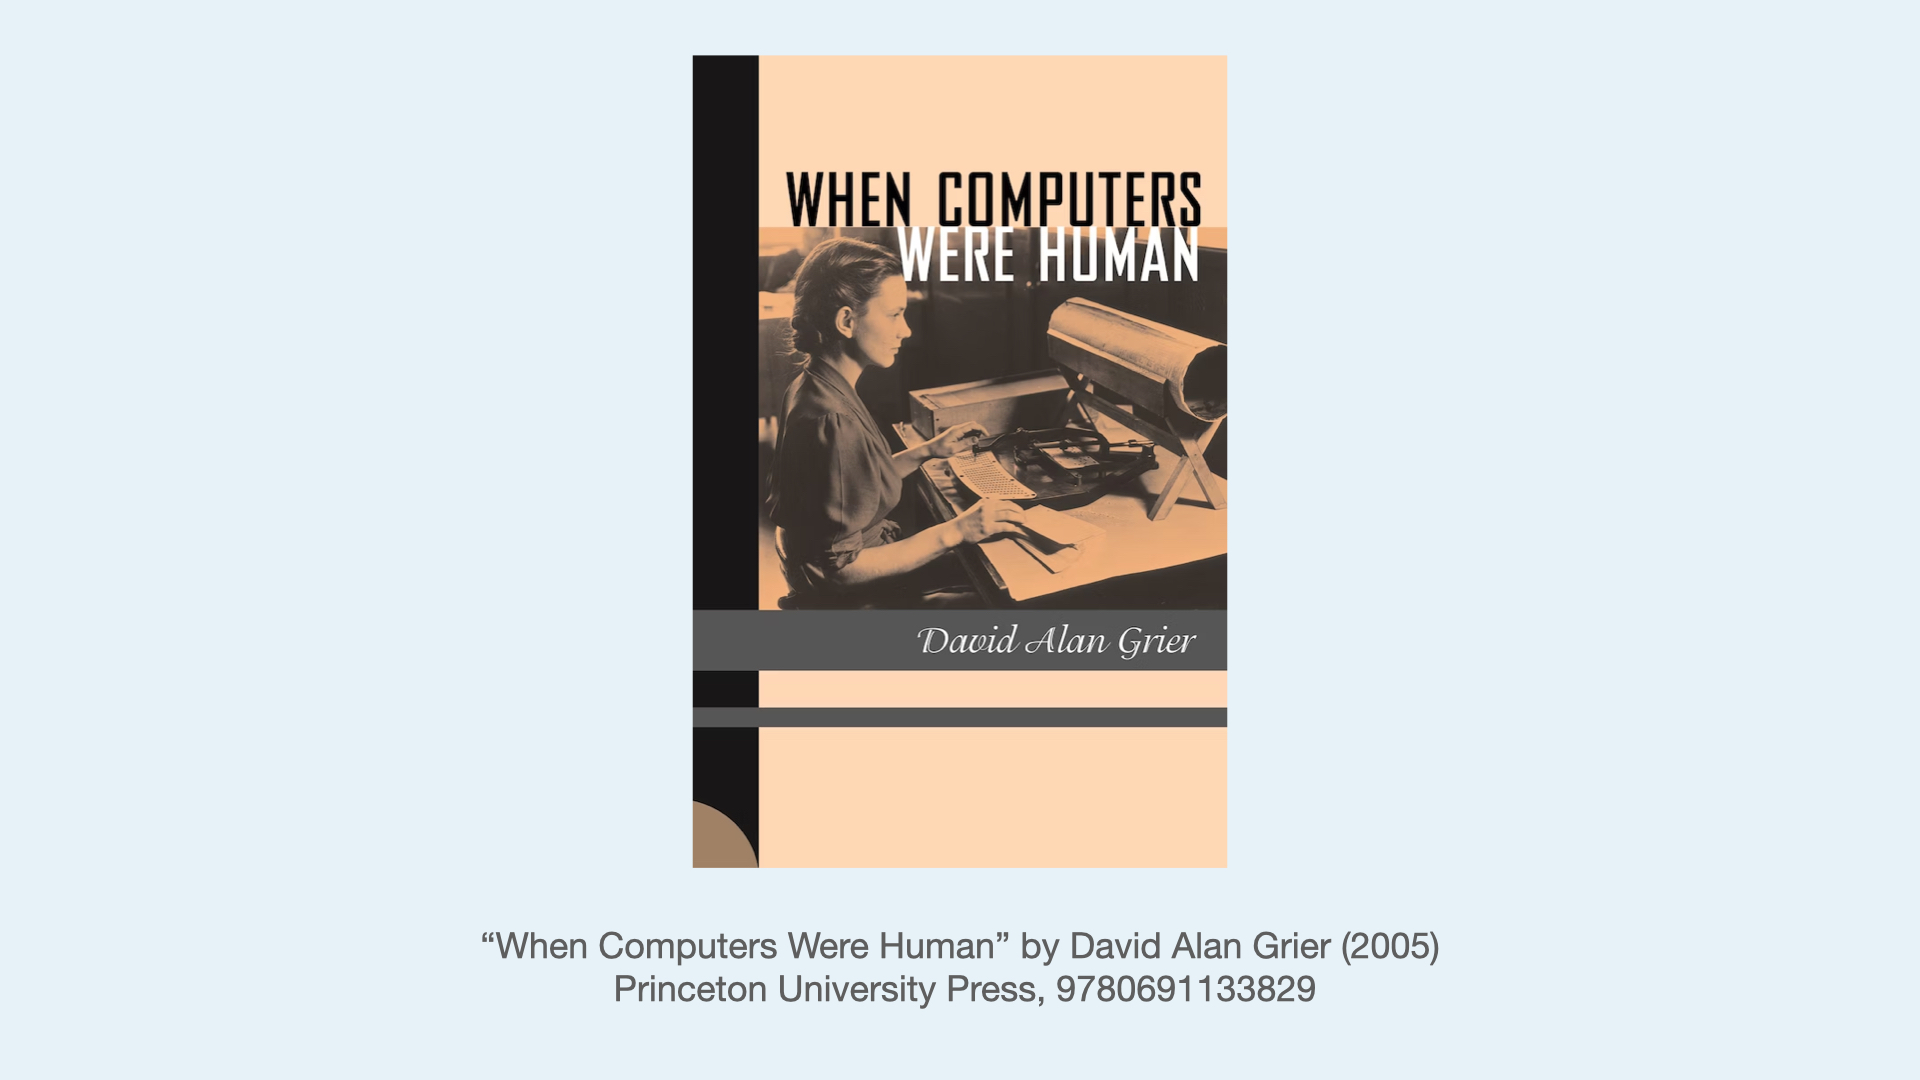 WHEN COMPUTERS
WERE HUMAN
David Alan Grier
“When Computers Were Human” by David Alan Grier (2005)
Princeton University Press, 9780691133829